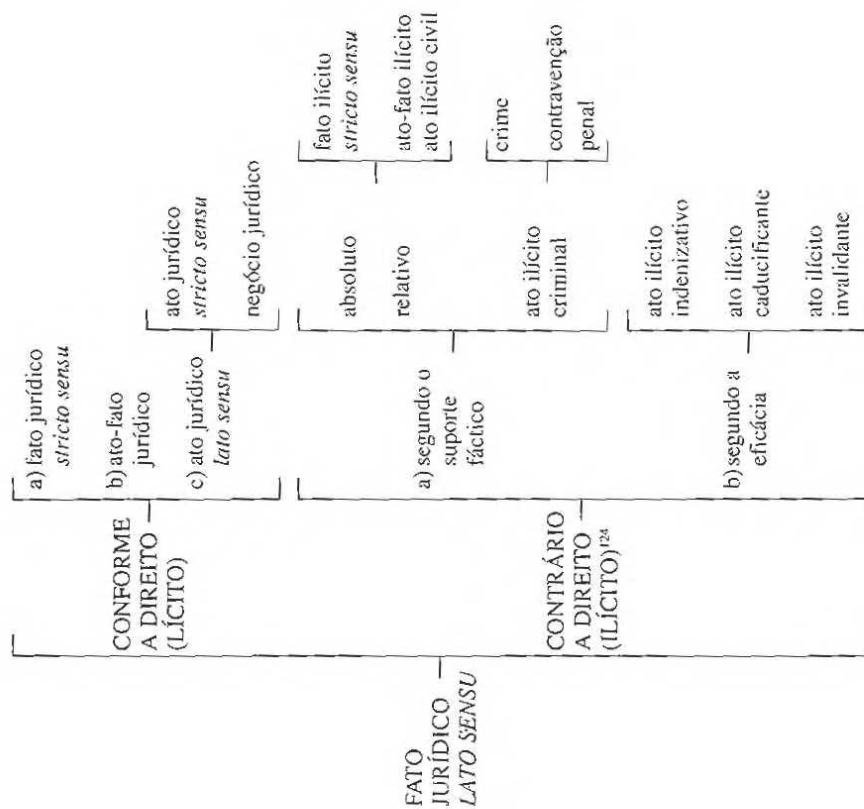 FATO
JURÍDICO
LATO SENSU
CONFORME
A DIREITO
(LÍCITO)
a) fato jurídico
stricto sensu
b) ato-fato
jurídico
c) ato jurídico
lato sensu
ato jurídico
stricto sensu
negócio jurídico
CONTRÁRIO
A DIREITO
(ILÍCITO)¹²⁴
a) segundo o
suporte
fáctico
absoluto
relativo
fato ilícito
stricto sensu
ato-fato ilícito
ato ilícito civil
ato ilícito
criminal
crime
contravenção
penal
b) segundo a
eficácia
ato ilícito
indenizativo
ato ilícito
caducificante
ato ilícito
invalidante